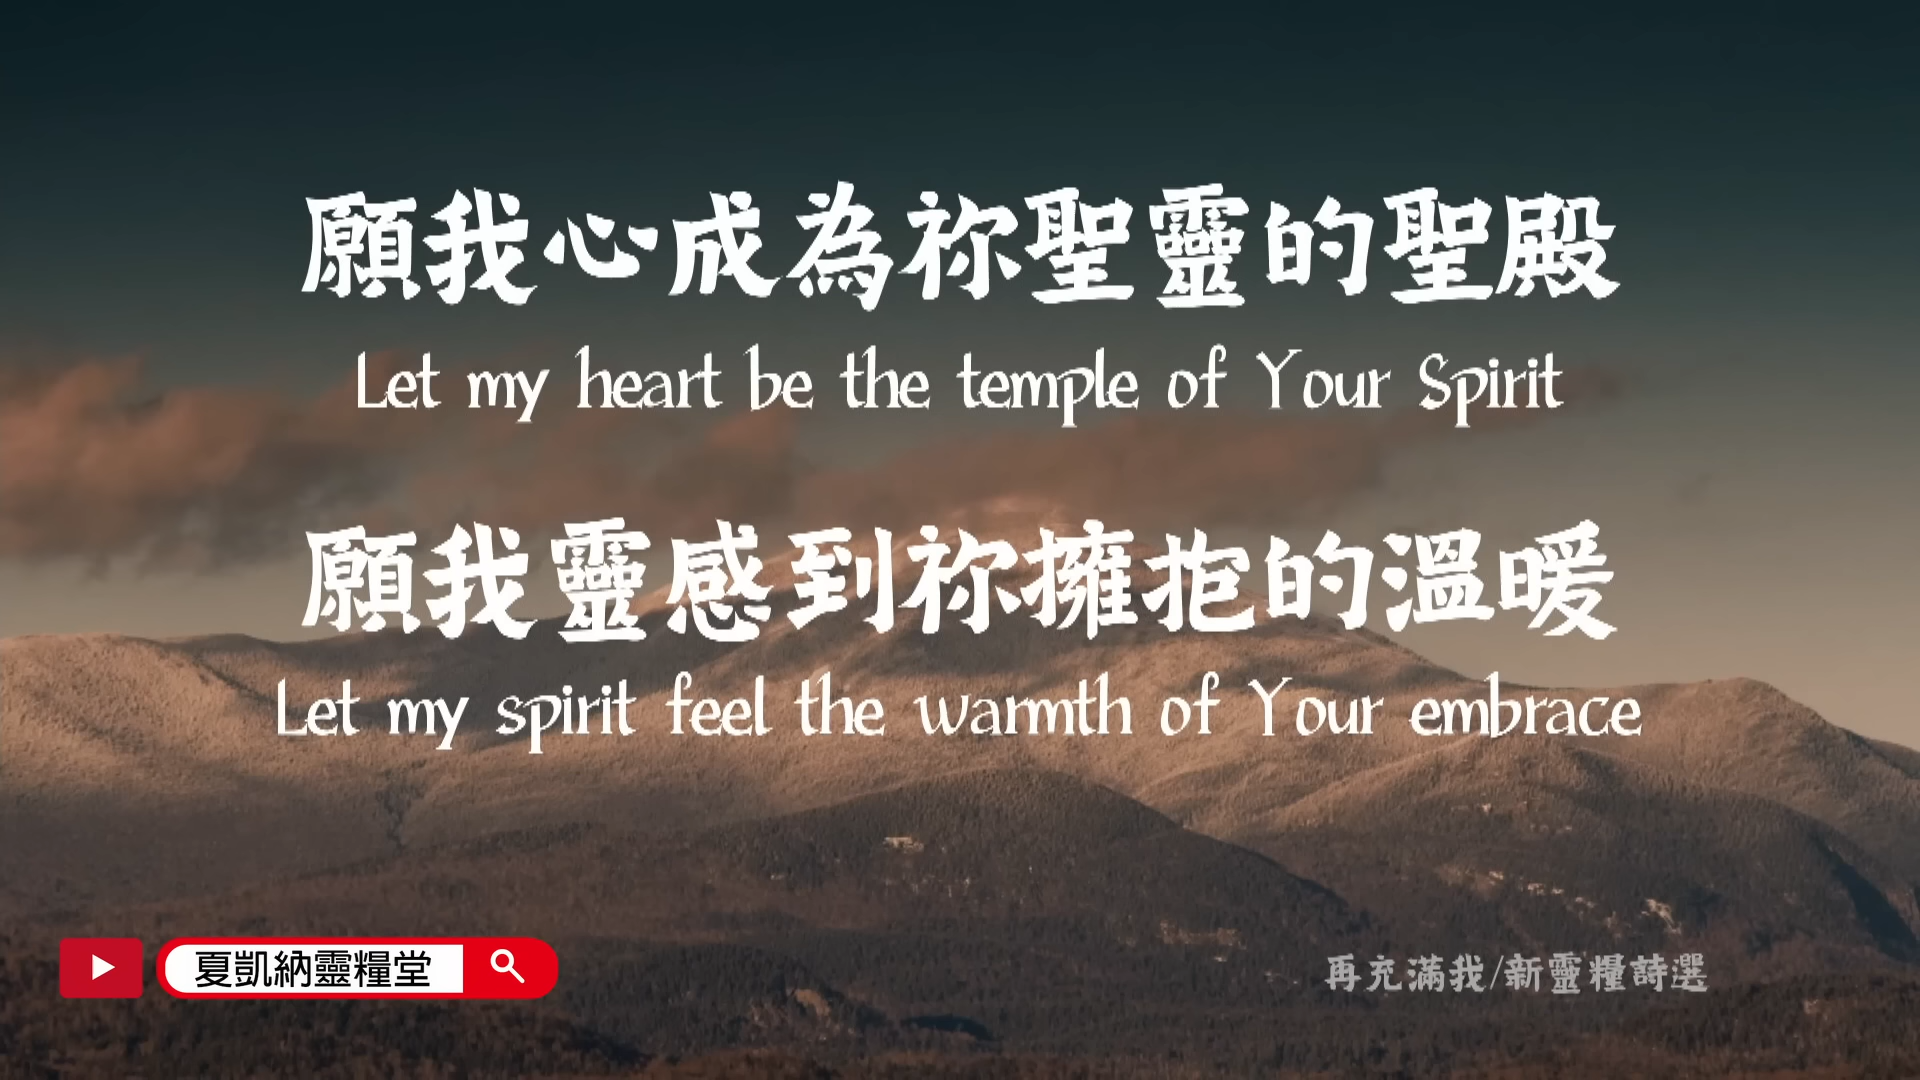 願我心成為祢聖靈的聖殿
Let my heart be the temple of Your Spirit
願我靈感到祢擁抱的溫暖
Let my spirit feel the warmth of Your embrace
夏凱納靈糧堂
再充滿我/新靈糧詩選